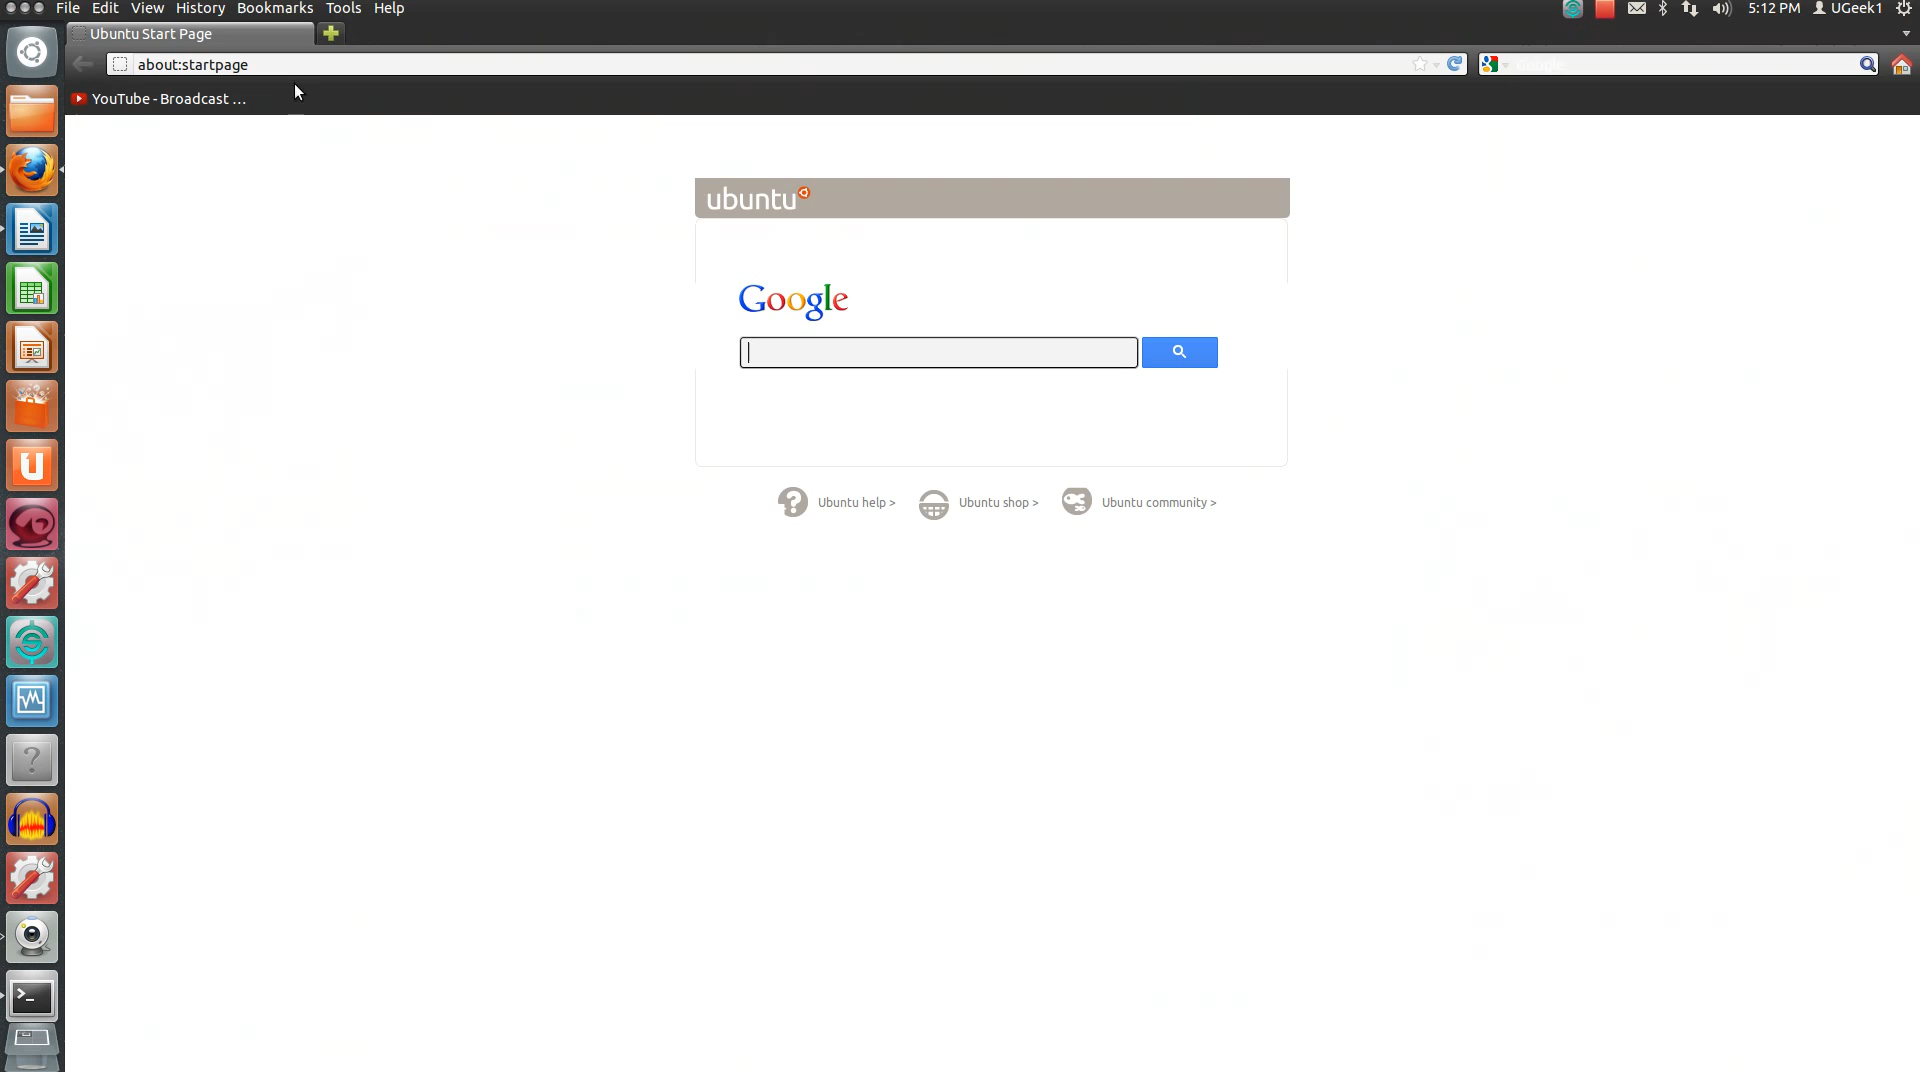 File Edit View History Bookmarks Tools Help
5:12 PM UGeek1
Ubuntu Start Page
about:startpage
YouTube - Broadcast ...
ubuntu
Google
Ubuntu help >
Ubuntu shop >
Ubuntu community >